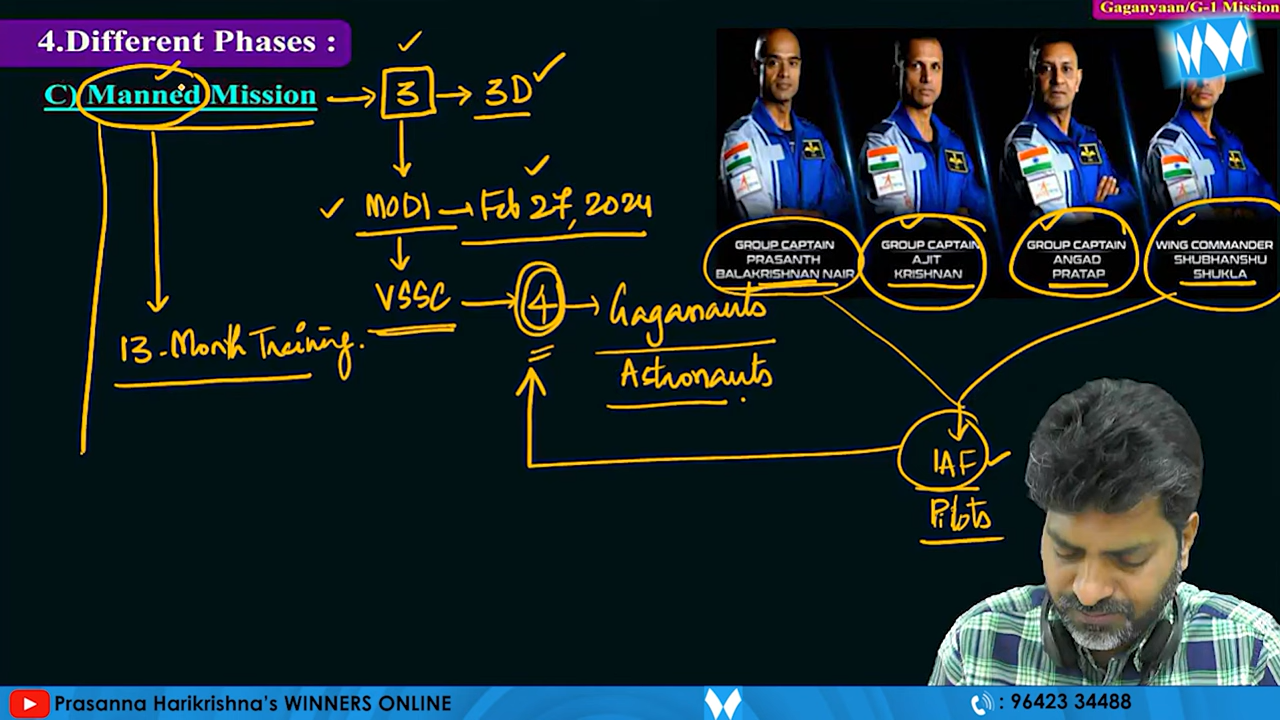 Gaganyaan/G-1 Mission
4.Different Phases :
C) Manned Mission → 3 → 3D
MODI → Feb 27, 2024
VSSC → 4 → Gaganauts
Astronauts
13-Month Training.
GROUP CAPTAIN
PRASANTH
BALAKRISHNAN NAIR
GROUP CAPTAIN
AJIT
KRISHNAN
GROUP CAPTAIN
ANGAD
PRATAP
WING COMMANDER
SHUBHANSHU
SHUKLA
IAF
Pilots
Prasanna Harikrishna's WINNERS ONLINE
: 96423 34488